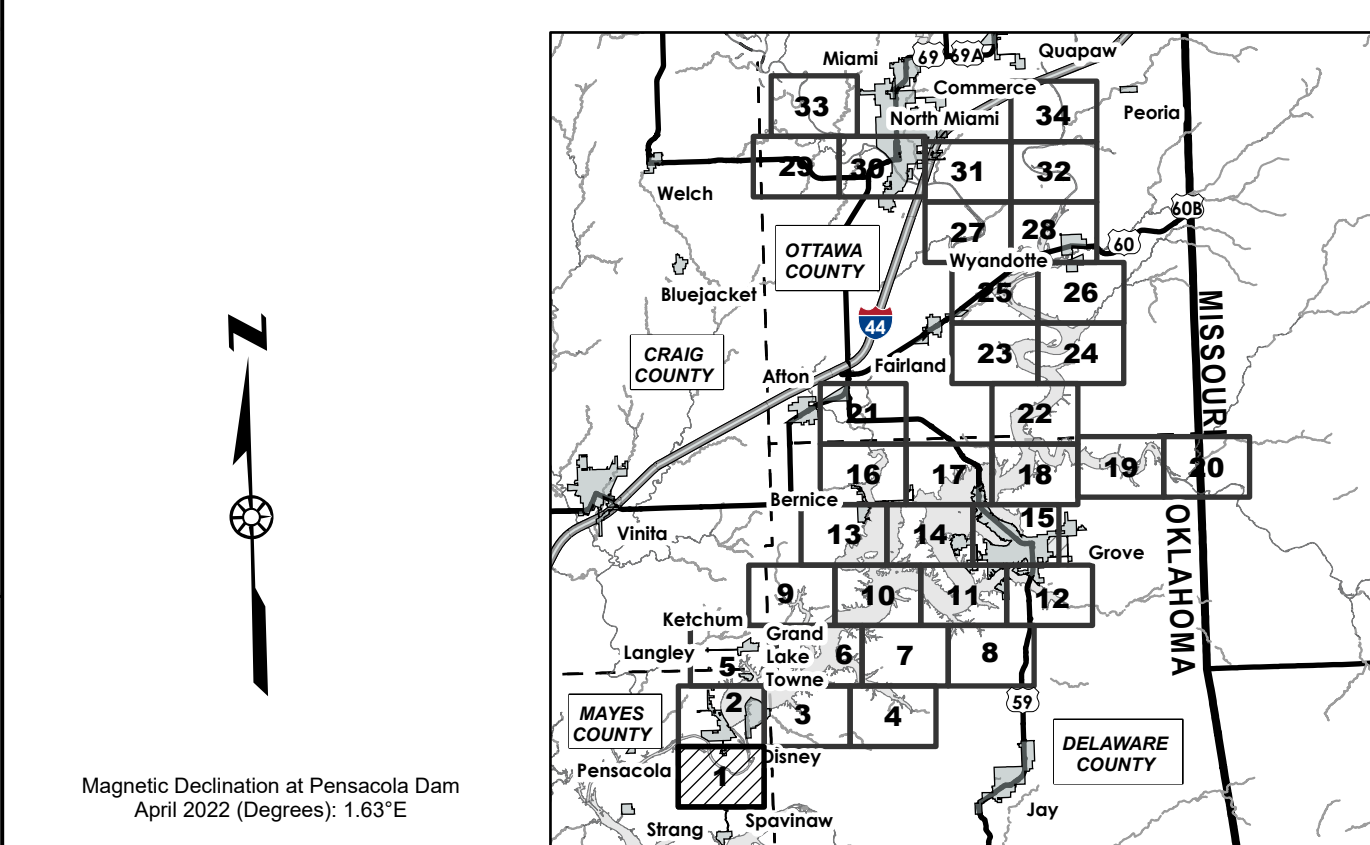 N
Magnetic Declination at Pensacola Dam
April 2022 (Degrees): 1.63°E
Miami
69
69A
Quapaw
Commerce
33
34
Peoria
North Miami
29
30
31
32
Welch
60B
27
28
60
OTTAWA
COUNTY
Wyandotte
Bluejacket
25
26
MISSOURI
44
CRAIG
COUNTY
23
24
Fairland
Afton
21
22
16
17
18
19
20
Bernice
15
Vinita
13
14
Grove
OKLAHOMA
9
10
11
12
Ketchum
Grand
Lake
Towne
Langley
5
6
7
8
2
3
4
59
MAYES
COUNTY
DELAWARE
COUNTY
Disney
Pensacola
1
Jay
Strang
Spavinaw